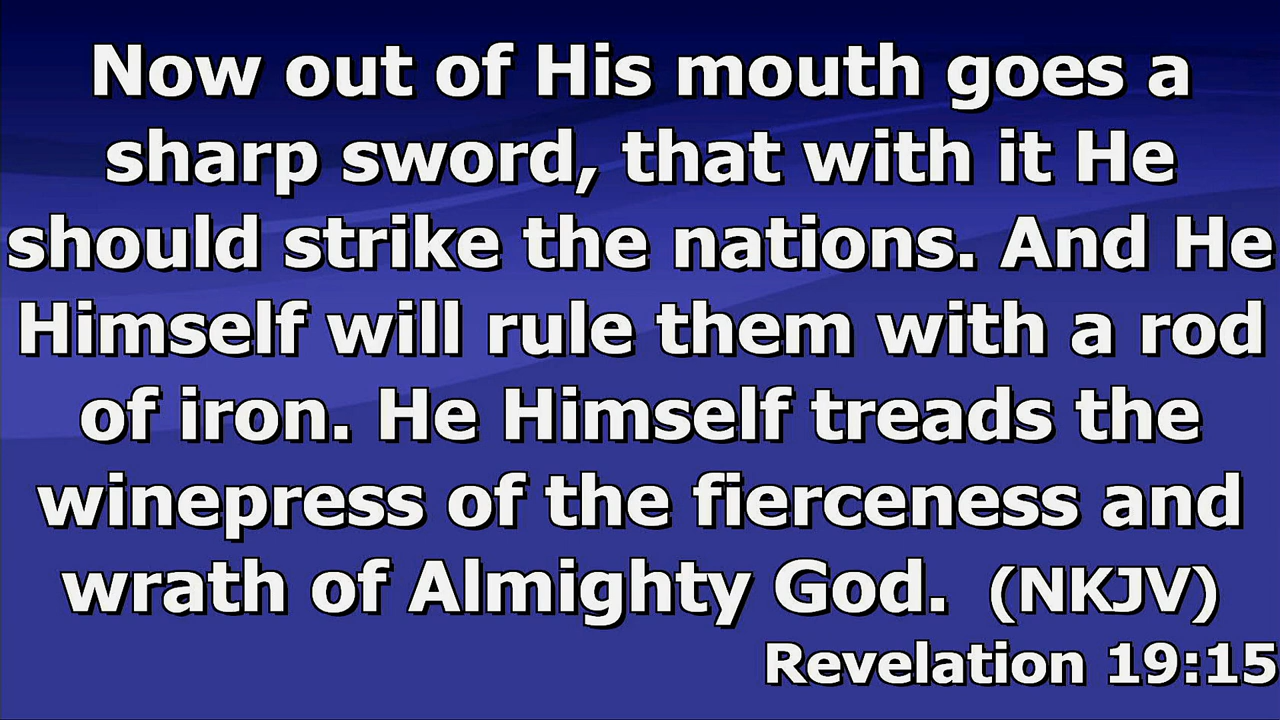 Now out of His mouth goes a
sharp sword, that with it He
should strike the nations. And He
Himself will rule them with a rod
of iron. He Himself treads the
winepress of the fierceness and
wrath of Almighty God. (NKJV)
Revelation 19:15